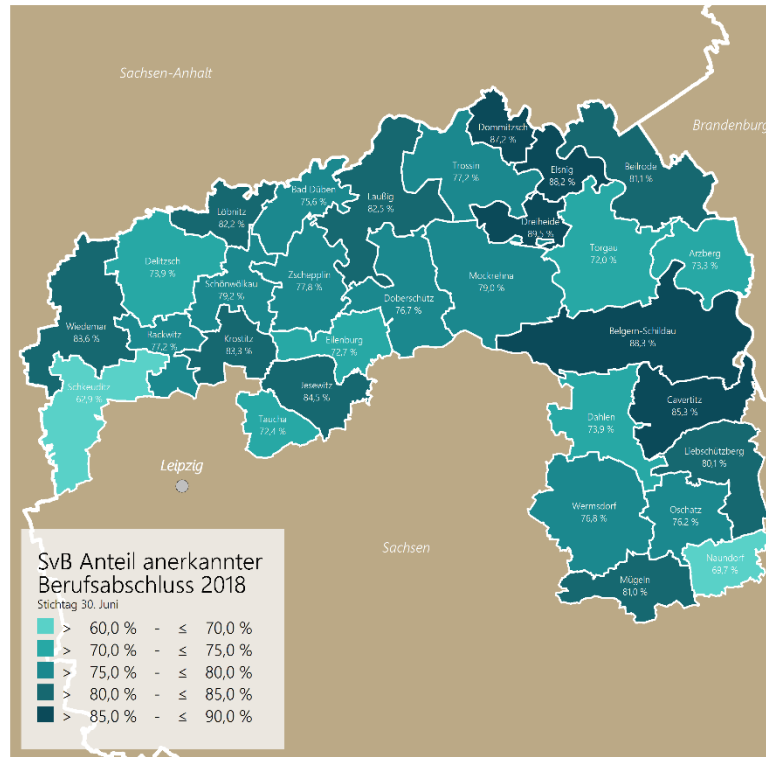 Sachsen-Anhalt
Brandenburg
Dommitzsch
87,2 %
Elsnig
88,2 %
Beilrode
81,1 %
Trossin
77,2 %
Bad Düben
75,6 %
Laußig
82,5 %
Löbnitz
82,2 %
Dreiheide
89,5 %
Torgau
72,0 %
Arzberg
73,3 %
Delitzsch
73,9 %
Zschepplin
77,8 %
Mockrehna
79,0 %
Schönwölkau
79,2 %
Doberschütz
76,7 %
Wiedemar
83,6 %
Rackwitz
77,2 %
Krostitz
83,3 %
Eilenburg
72,7 %
Belgern-Schildau
88,3 %
Schkeuditz
62,9 %
Jesewitz
84,5 %
Cavertitz
85,3 %
Taucha
72,4 %
Dahlen
73,9 %
Liebschützberg
80,1 %
Leipzig
Wermsdorf
76,8 %
Oschatz
76,2 %
Sachsen
Naundorf
69,7 %
Mügeln
81,0 %
SvB Anteil anerkannter
Berufsabschluss 2018
Stichtag 30. Juni
> 60,0 % - ≤ 70,0 %
> 70,0 % - ≤ 75,0 %
> 75,0 % - ≤ 80,0 %
> 80,0 % - ≤ 85,0 %
> 85,0 % - ≤ 90,0 %